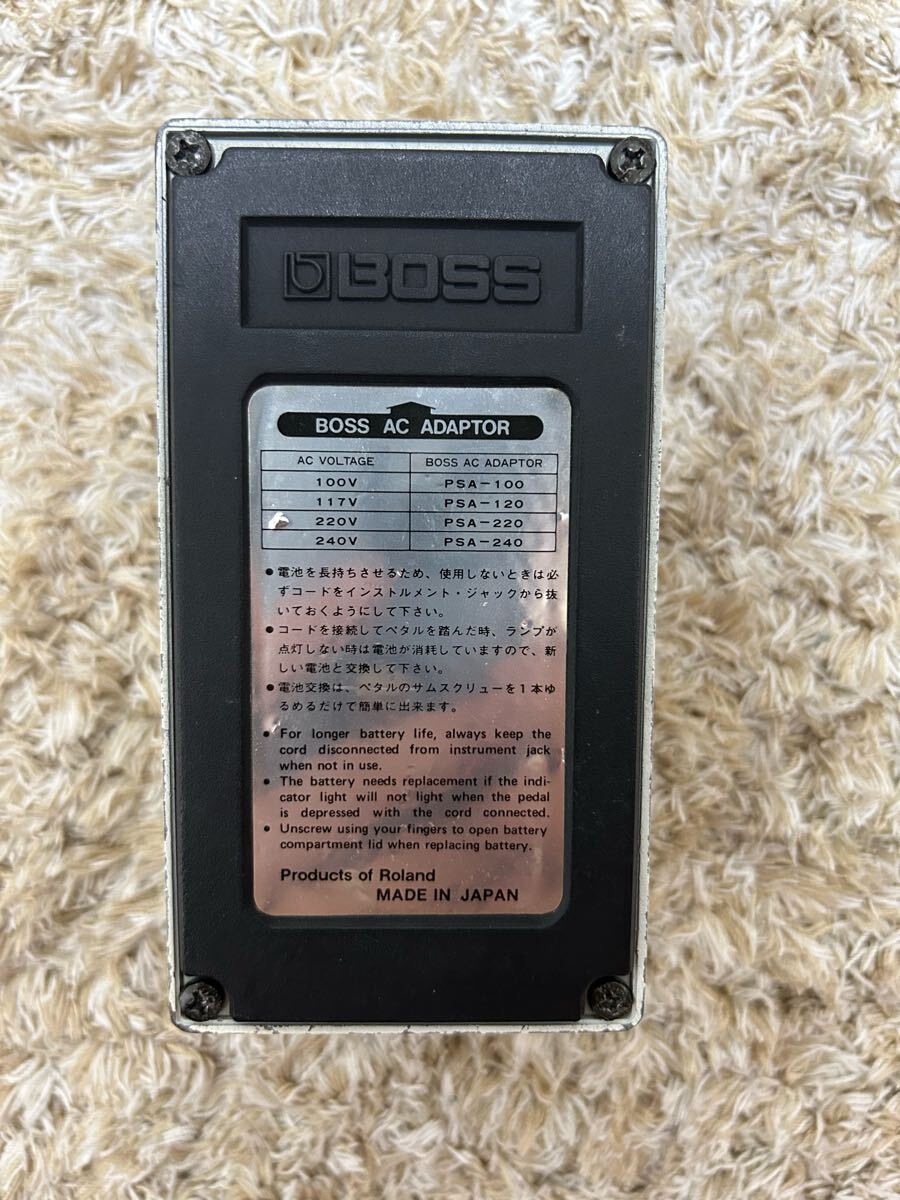 BOSS
BOSS AC ADAPTOR
AC VOLTAGE BOSS AC ADAPTOR
100V PSA-100
117V PSA-120
220V PSA-220
240V PSA-240
●電池を長持ちさせるため、使用しないときは必
ずコードをインストルメント・ジャックから抜
いておくようにして下さい。
●コードを接続してペタルを踏んだ時、ランプが
点灯しない時は電池が消耗していますので、新
しい電池と交換して下さい。
●電池交換は、ペタルのサムスクリューを1本ゆ
るめるだけで簡単に出来ます。
● For longer battery life, always keep the
cord disconnected from instrument jack
when not in use.
● The battery needs replacement if the indi-
cator light will not light when the pedal
is depressed with the cord connected.
● Unscrew using your fingers to open battery
compartment lid when replacing battery.
Products of Roland
MADE IN JAPAN